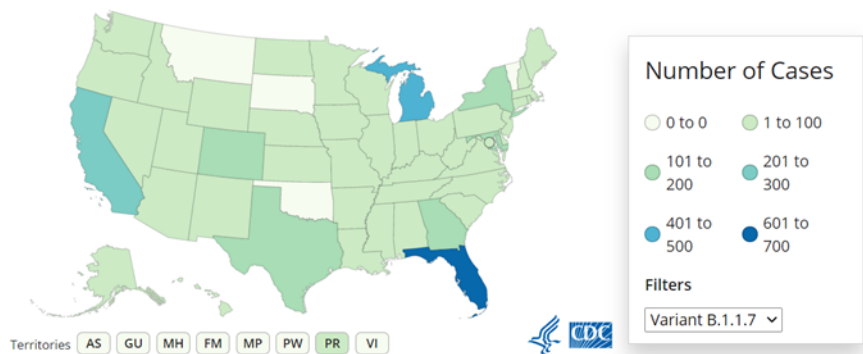 Number of Cases
0 to 0
1 to 100
101 to
200
201 to
300
401 to
500
601 to
700
Filters
Variant B.1.1.7
Territories AS GU MH FM MP PW PR VI
CDC